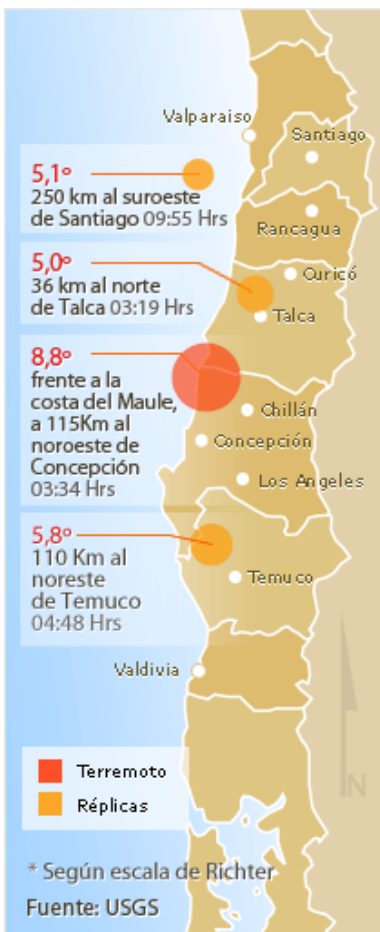 Valparaiso
Santiago
5,1º
250 km al suroeste
de Santiago 09:55 Hrs
Rancagua
5,0º
36 km al norte
de Talca 03:19 Hrs
Curicó
Talca
8,8º
frente a la
costa del Maule,
a 115Km al
noroeste de
Concepción
03:34 Hrs
Chillán
Concepción
Los Angeles
5,8º
110 Km al
noreste
de Temuco
04:48 Hrs
Temuco
Valdivia
Terremoto
Réplicas
N
* Según escala de Richter
Fuente: USGS